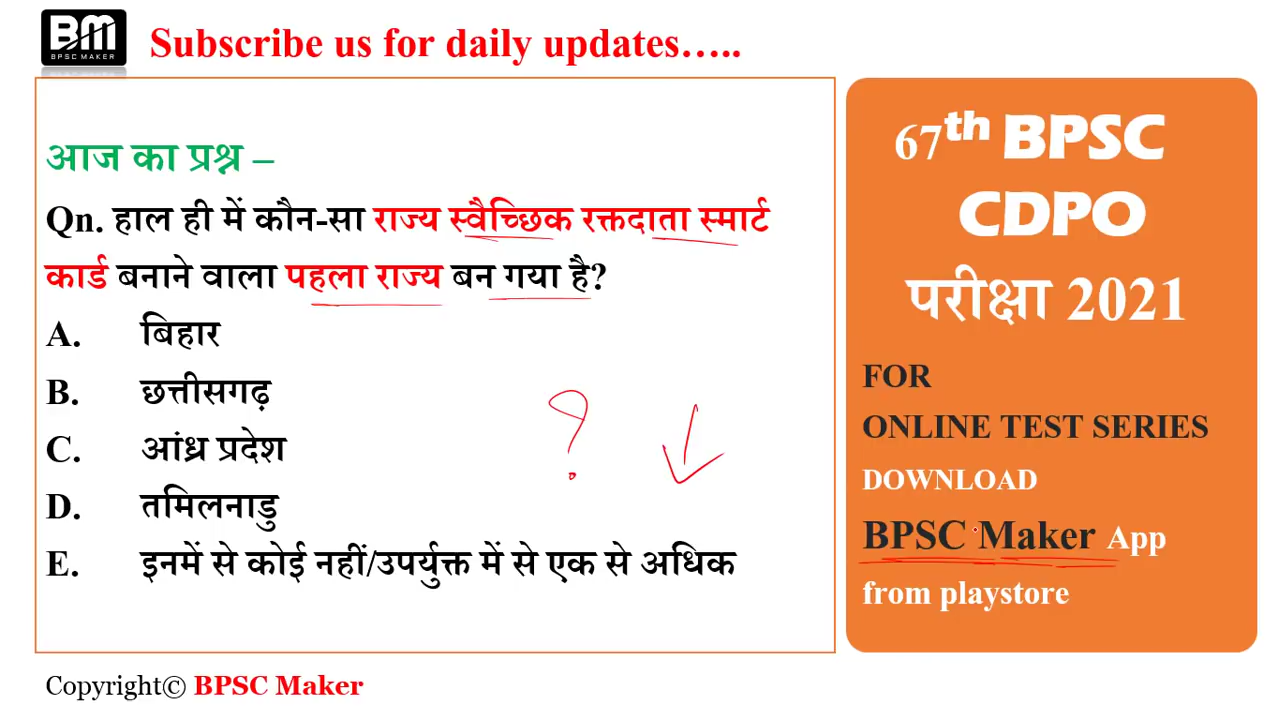 BM
BPSC MAKER
Subscribe us for daily updates.....
आज का प्रश्न –
Qn. हाल ही में कौन-सा राज्य स्वैच्छिक रक्तदाता स्मार्ट
कार्ड बनाने वाला पहला राज्य बन गया है?
A. बिहार
B. छत्तीसगढ़
C. आंध्र प्रदेश
D. तमिलनाडु
E. इनमें से कोई नहीं/उपर्युक्त में से एक से अधिक
?
67th BPSC
CDPO
परीक्षा 2021
FOR
ONLINE TEST SERIES
DOWNLOAD
BPSC Maker App
from playstore
Copyright© BPSC Maker